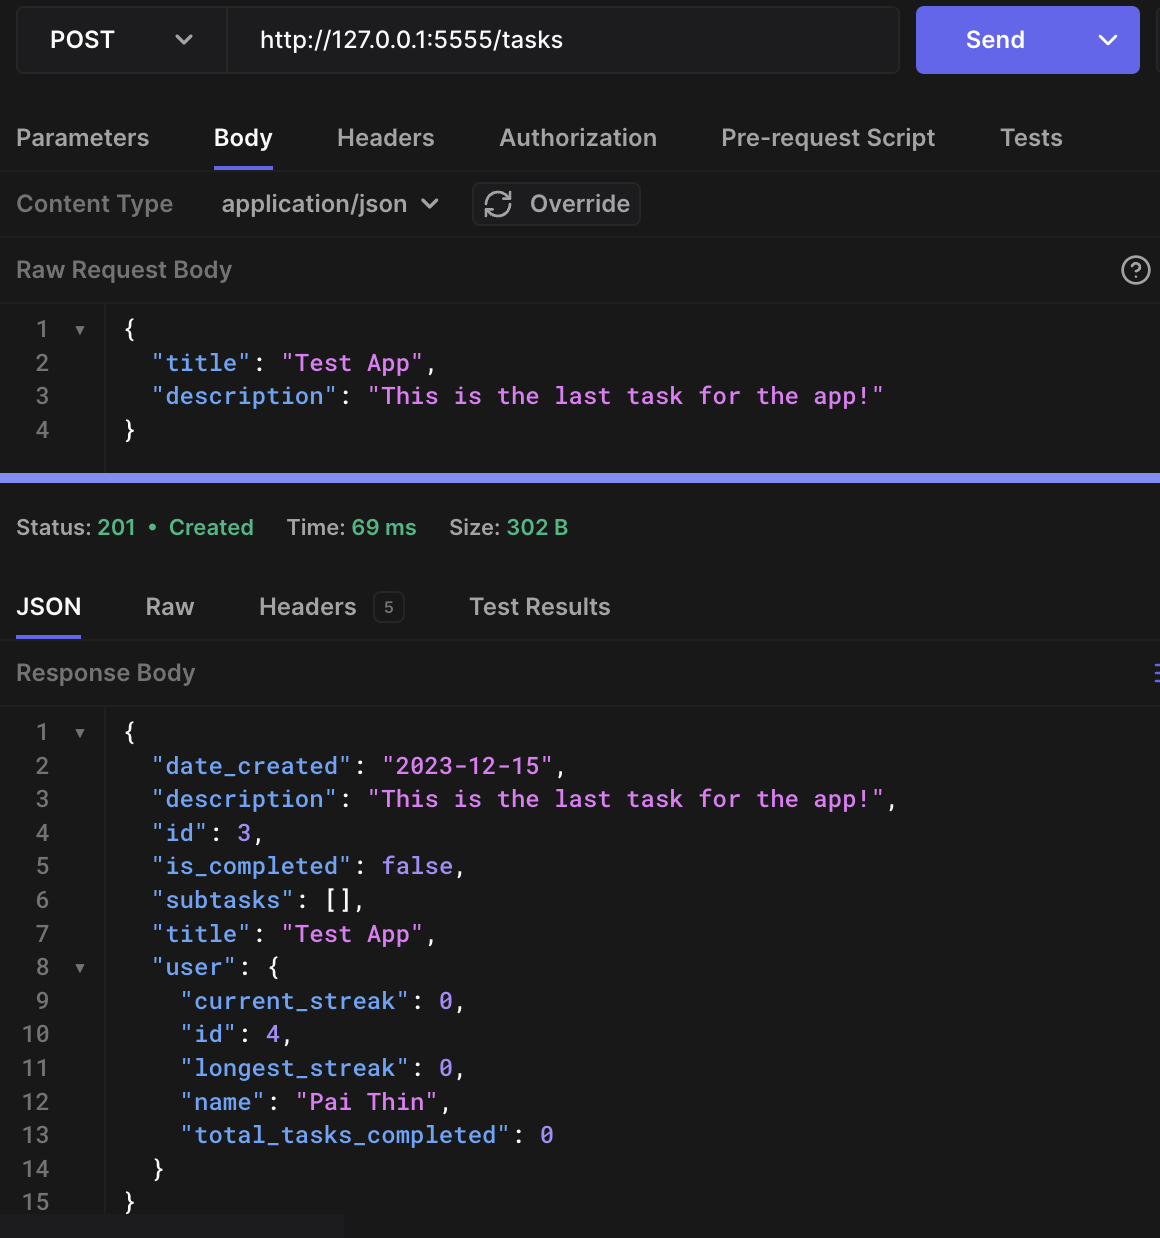 POST http://127.0.0.1:5555/tasks Send
Parameters Body Headers Authorization Pre-request Script Tests
Content Type application/json Override
Raw Request Body
1 {
2 "title": "Test App",
3 "description": "This is the last task for the app!"
4 }
Status: 201 • Created Time: 69 ms Size: 302 B
JSON Raw Headers 5 Test Results
Response Body
1 {
2 "date_created": "2023-12-15",
3 "description": "This is the last task for the app!",
4 "id": 3,
5 "is_completed": false,
6 "subtasks": [],
7 "title": "Test App",
8 "user": {
9 "current_streak": 0,
10 "id": 4,
11 "longest_streak": 0,
12 "name": "Pai Thin",
13 "total_tasks_completed": 0
14 }
15 }